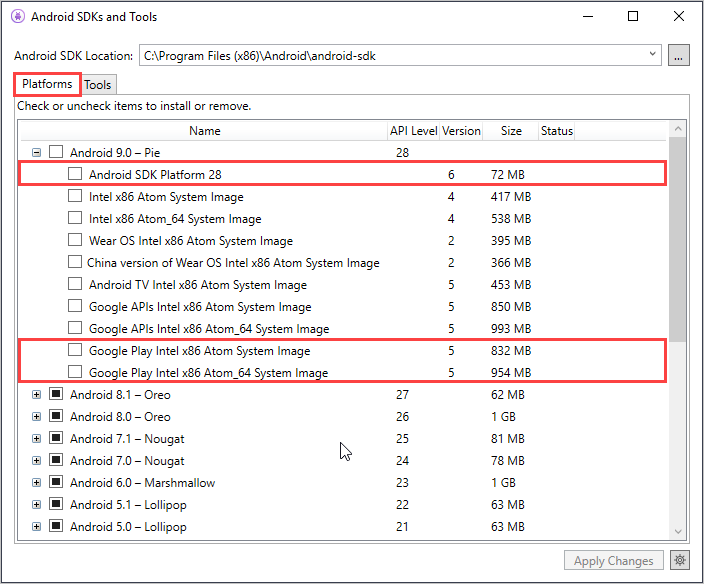 Android SDKs and Tools
Android SDK Location: C:\Program Files (x86)\Android\android-sdk ...
Platforms Tools
Check or uncheck items to install or remove.
Name API Level Version Size Status
Android 9.0 – Pie 28
Android SDK Platform 28 6 72 MB
Intel x86 Atom System Image 4 417 MB
Intel x86 Atom_64 System Image 4 538 MB
Wear OS Intel x86 Atom System Image 2 395 MB
China version of Wear OS Intel x86 Atom System Image 2 366 MB
Android TV Intel x86 Atom System Image 5 453 MB
Google APIs Intel x86 Atom System Image 5 850 MB
Google APIs Intel x86 Atom_64 System Image 5 993 MB
Google Play Intel x86 Atom System Image 5 832 MB
Google Play Intel x86 Atom_64 System Image 5 954 MB
Android 8.1 – Oreo 27 62 MB
Android 8.0 – Oreo 26 1 GB
Android 7.1 – Nougat 25 81 MB
Android 7.0 – Nougat 24 78 MB
Android 6.0 – Marshmallow 23 1 GB
Android 5.1 – Lollipop 22 63 MB
Android 5.0 – Lollipop 21 63 MB
Apply Changes